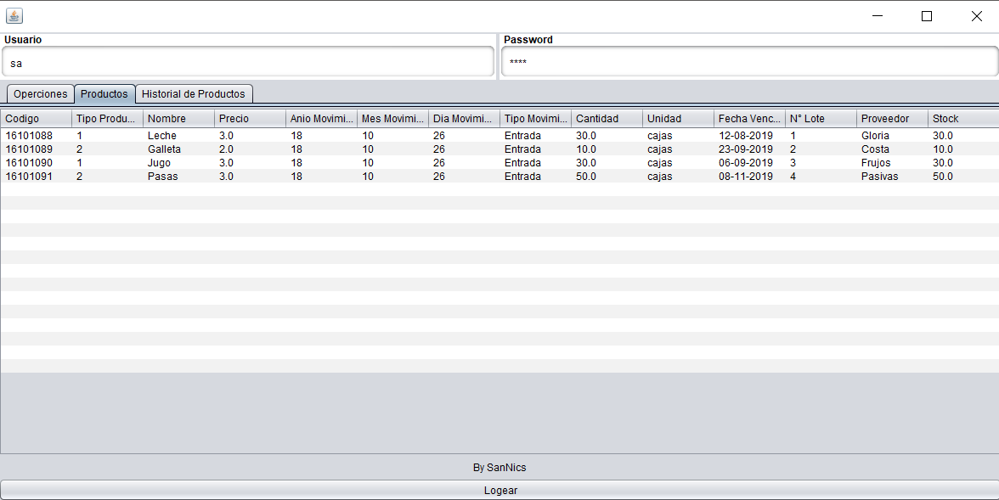 Usuario Password
sa ****
Operciones Productos Historial de Productos
Codigo Tipo Produ... Nombre Precio Anio Movimi... Mes Movimi... Dia Movimi... Tipo Movimi... Cantidad Unidad Fecha Venc... N° Lote Proveedor Stock
16101088 1 Leche 3.0 18 10 26 Entrada 30.0 cajas 12-08-2019 1 Gloria 30.0
16101089 2 Galleta 2.0 18 10 26 Entrada 10.0 cajas 23-09-2019 2 Costa 10.0
16101090 1 Jugo 3.0 18 10 26 Entrada 30.0 cajas 06-09-2019 3 Frujos 30.0
16101091 2 Pasas 3.0 18 10 26 Entrada 50.0 cajas 08-11-2019 4 Pasivas 50.0
By SanNics
Logear